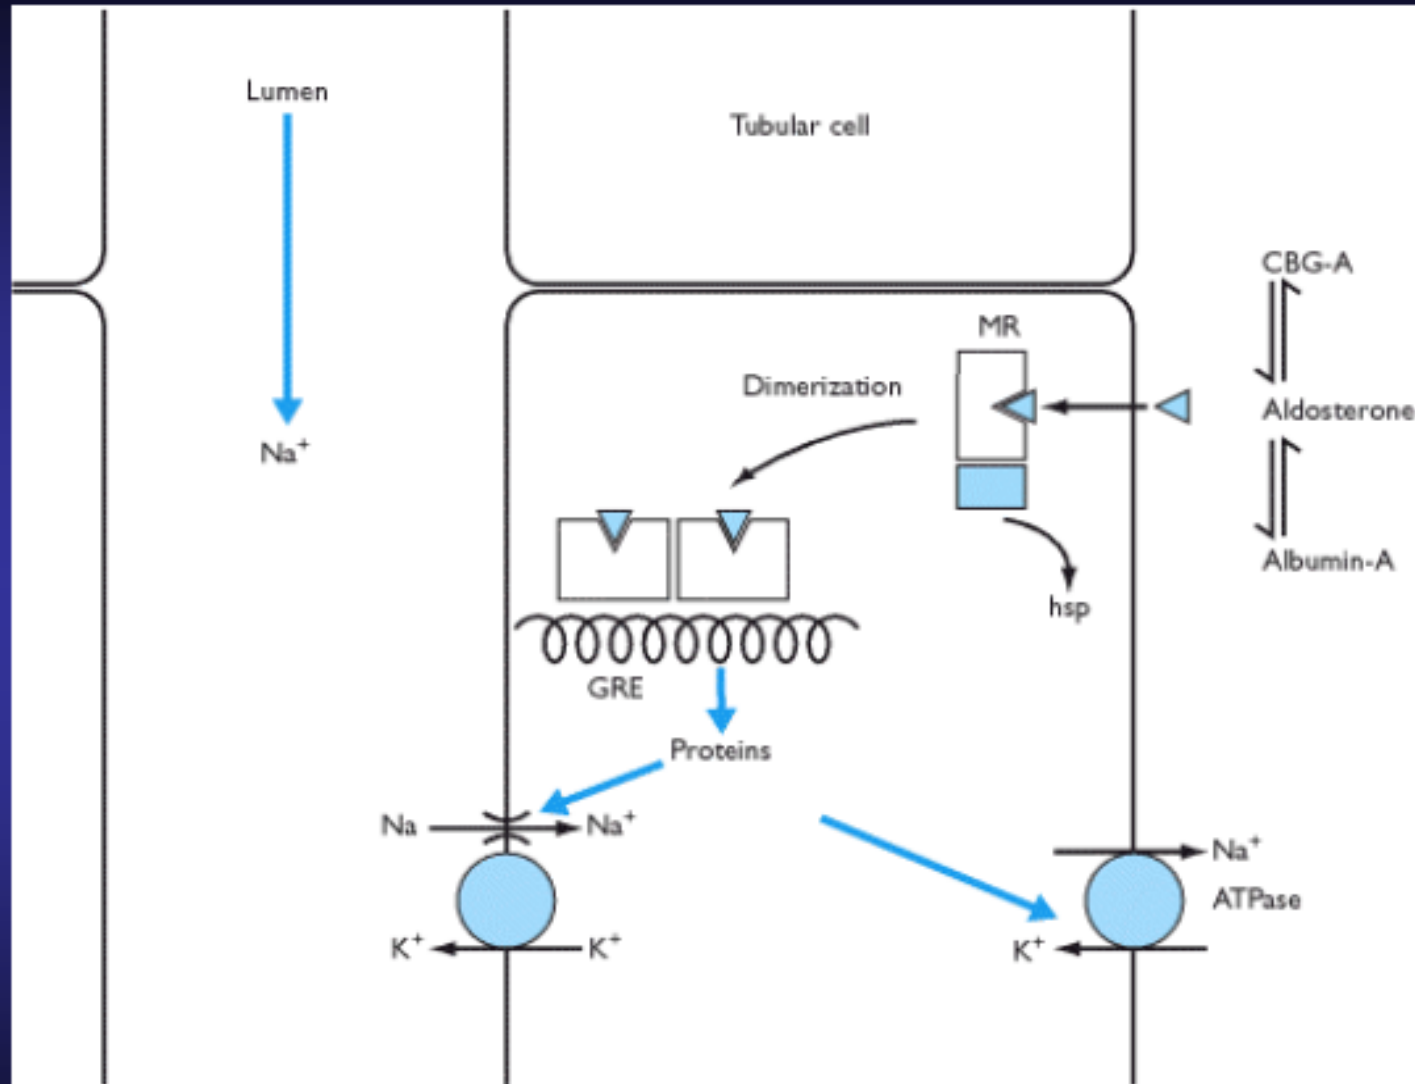 Lumen
Tubular cell
CBG-A
MR
Dimerization
Aldosterone
Na⁺
Albumin-A
hsp
GRE
Proteins
Na
Na⁺
Na⁺
ATPase
K⁺
K⁺
K⁺